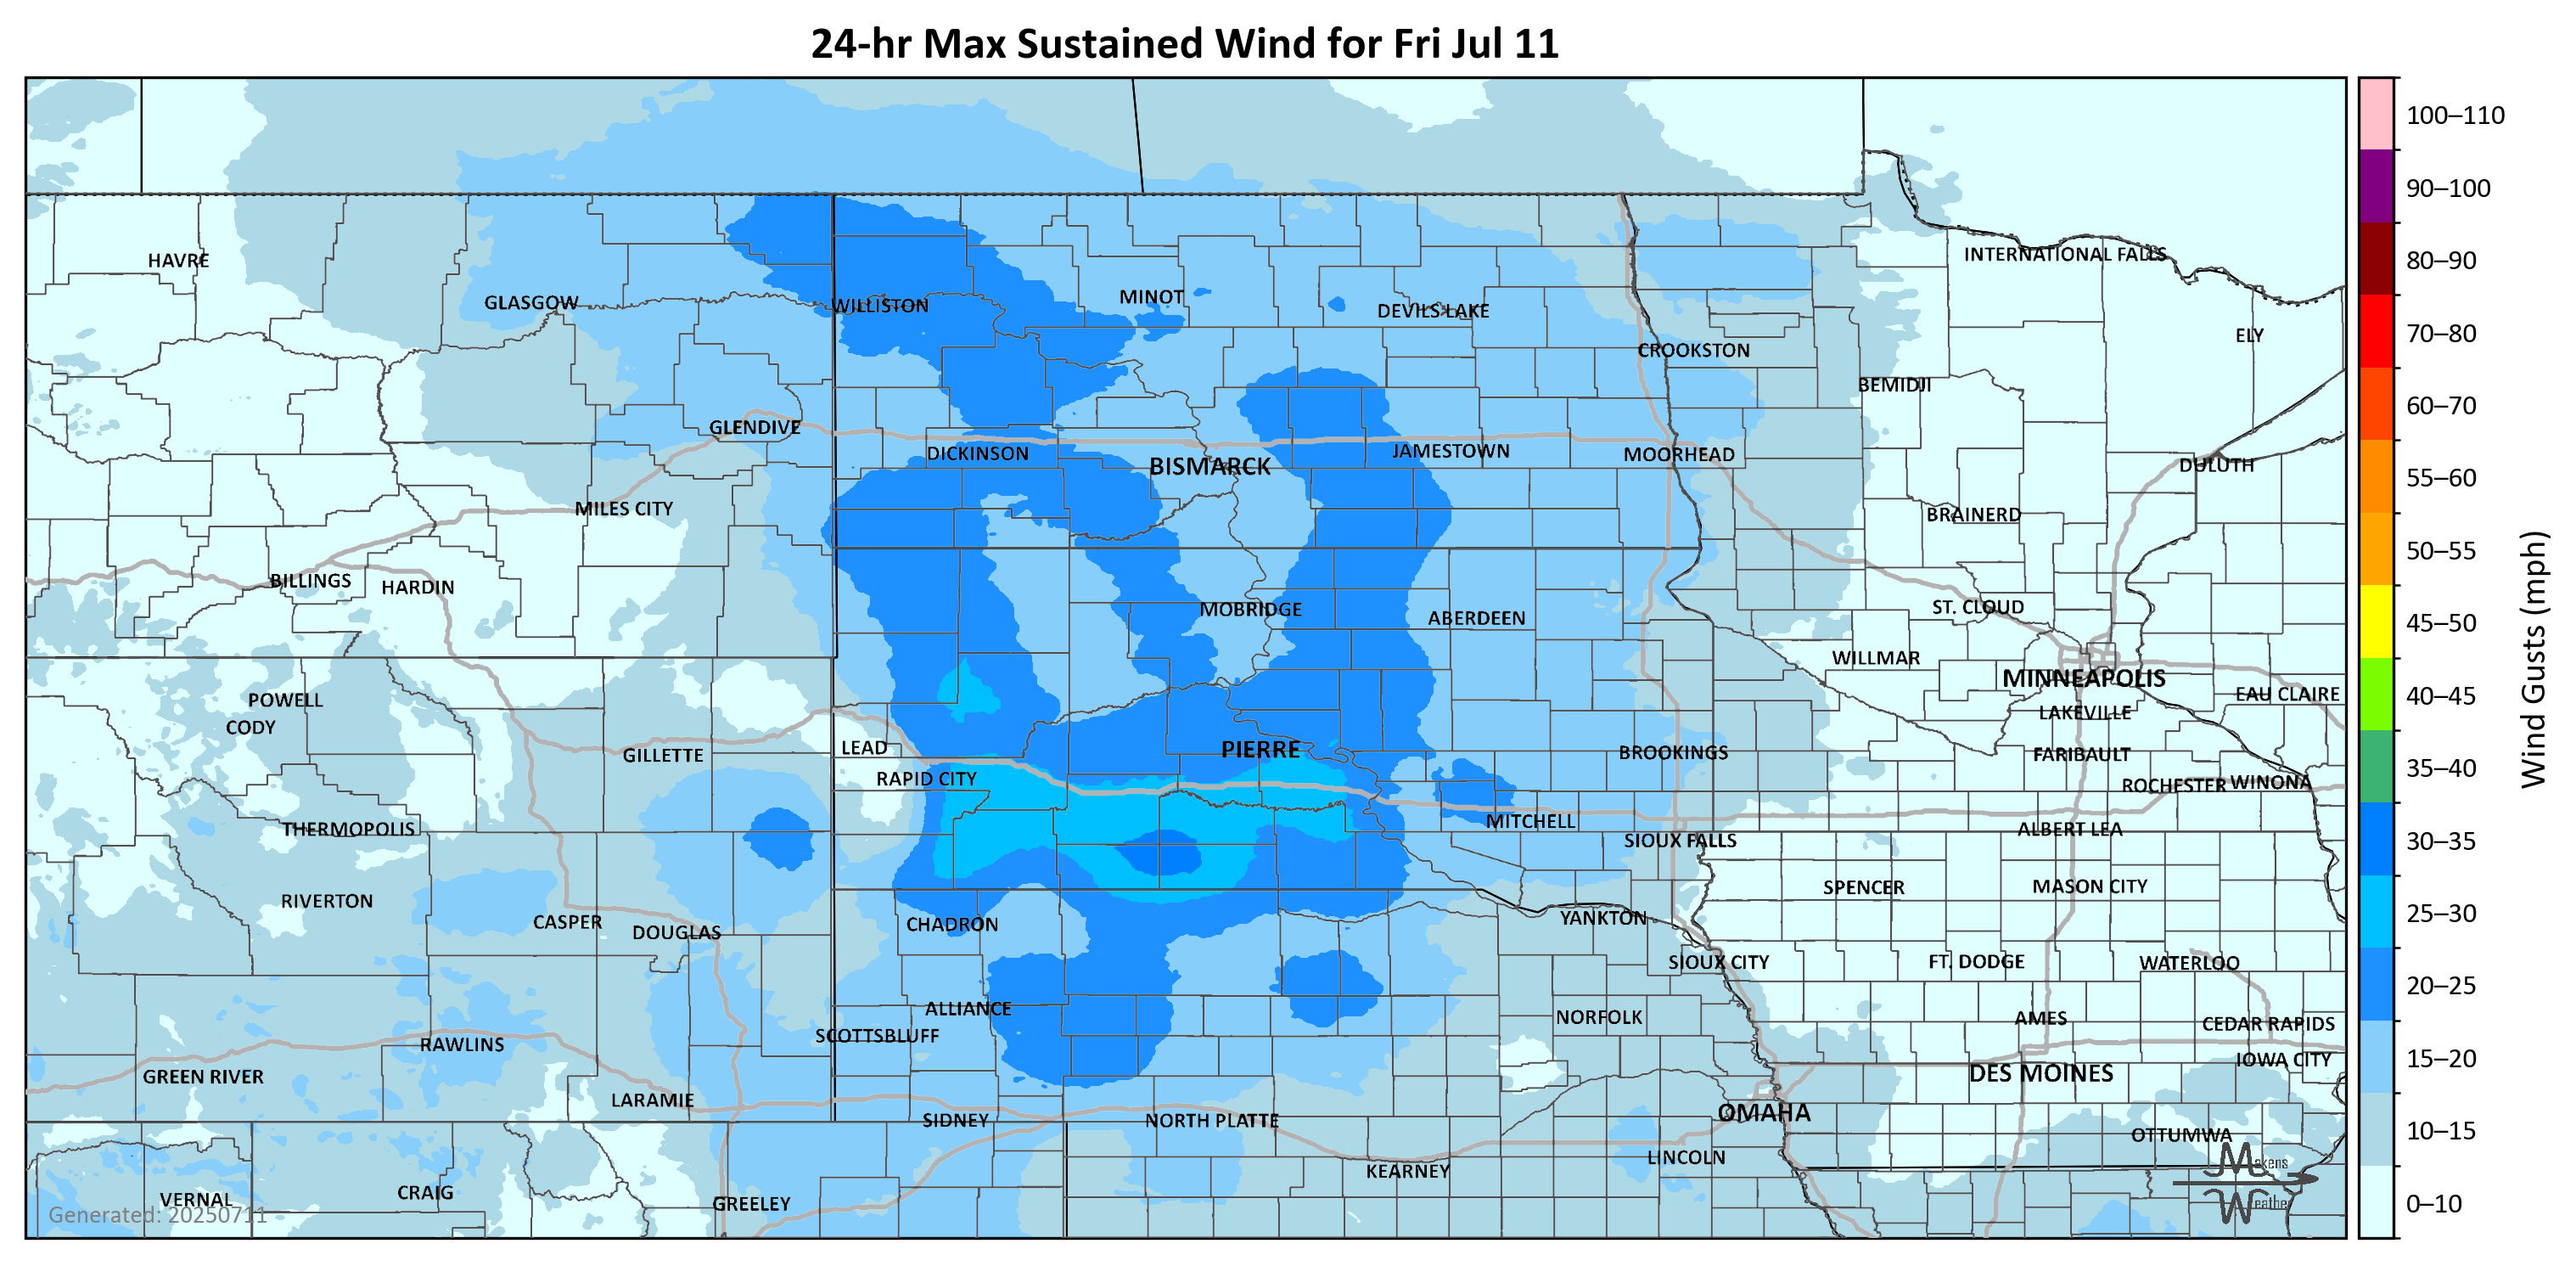 24-hr Max Sustained Wind for Fri Jul 11
100–110
90–100
80–90
70–80
60–70
55–60
50–55
45–50
40–45
35–40
30–35
25–30
20–25
15–20
10–15
0–10
Wind Gusts (mph)
HAVRE
INTERNATIONAL FALLS
GLASGOW
WILLISTON
MINOT
DEVILS LAKE
ELY
CROOKSTON
BEMIDJI
GLENDIVE
DICKINSON
BISMARCK
JAMESTOWN
MOORHEAD
DULUTH
MILES CITY
BRAINERD
BILLINGS
HARDIN
MOBRIDGE
ABERDEEN
ST. CLOUD
WILLMAR
MINNEAPOLIS
EAU CLAIRE
POWELL
CODY
LAKEVILLE
GILLETTE
LEAD
PIERRE
BROOKINGS
FARIBAULT
RAPID CITY
ROCHESTER
WINONA
THERMOPOLIS
MITCHELL
ALBERT LEA
SIOUX FALLS
SPENCER
MASON CITY
RIVERTON
CASPER
DOUGLAS
CHADRON
YANKTON
SIOUX CITY
FT. DODGE
WATERLOO
ALLIANCE
NORFOLK
AMES
CEDAR RAPIDS
SCOTTSBLUFF
RAWLINS
IOWA CITY
GREEN RIVER
DES MOINES
LARAMIE
SIDNEY
NORTH PLATTE
OMAHA
OTTUMWA
LINCOLN
KEARNEY
VERNAL
CRAIG
GREELEY
Generated: 20250711
Makens
Weather